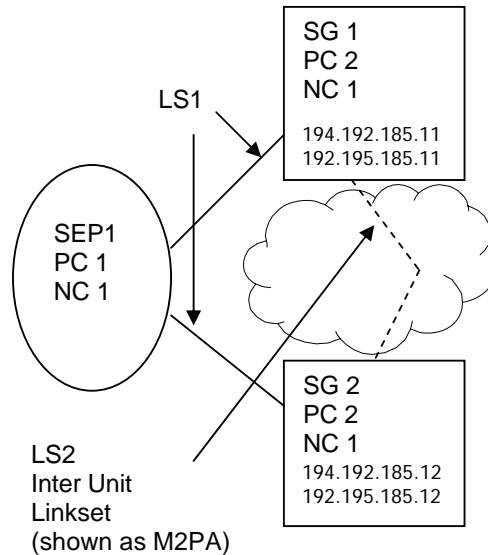 SG 1
PC 2
NC 1
194.192.185.11
192.195.185.11
LS1
SEP1
PC 1
NC 1
SG 2
PC 2
NC 1
194.192.185.12
192.195.185.12
LS2
Inter Unit
Linkset
(shown as M2PA)